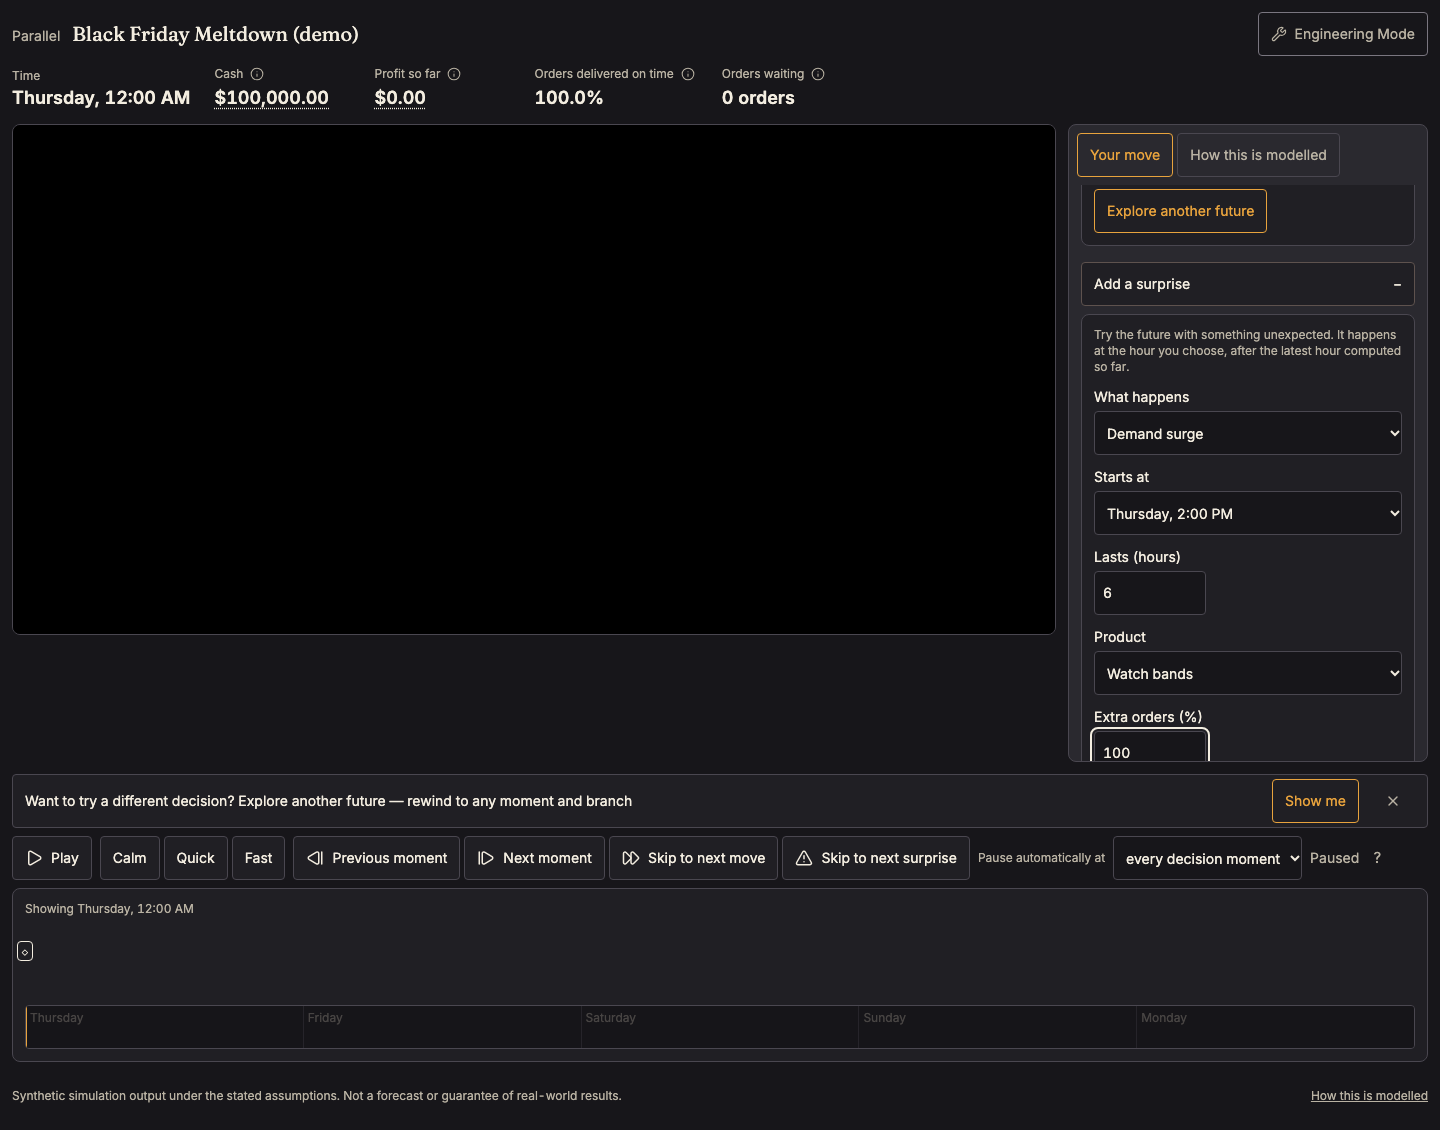 Parallel Black Friday Meltdown (demo)
Engineering Mode
Time
Thursday, 12:00 AM
Cash
$100,000.00
Profit so far
$0.00
Orders delivered on time
100.0%
Orders waiting
0 orders
Your move
How this is modelled
Explore another future
Add a surprise –
Try the future with something unexpected. It happens
at the hour you choose, after the latest hour computed
so far.
What happens
Demand surge
Starts at
Thursday, 2:00 PM
Lasts (hours)
6
Product
Watch bands
Extra orders (%)
100
Want to try a different decision? Explore another future — rewind to any moment and branch
Show me
Play
Calm
Quick
Fast
Previous moment
Next moment
Skip to next move
Skip to next surprise
Pause automatically at
every decision moment
Paused
?
Showing Thursday, 12:00 AM
Thursday
Friday
Saturday
Sunday
Monday
Synthetic simulation output under the stated assumptions. Not a forecast or guarantee of real-world results.
How this is modelled